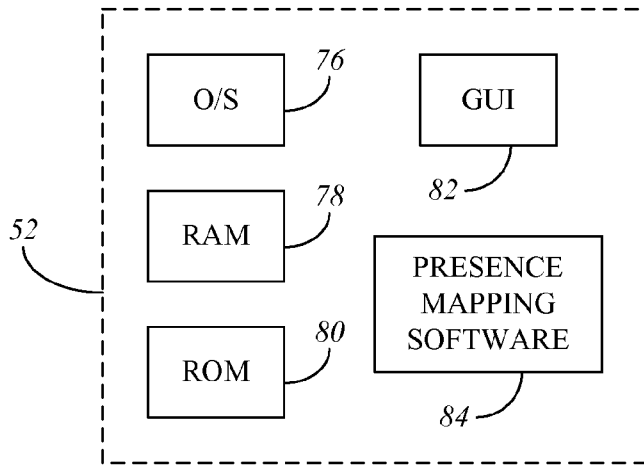 76
O/S
GUI
82
78
52
RAM
PRESENCE
MAPPING
SOFTWARE
80
ROM
84